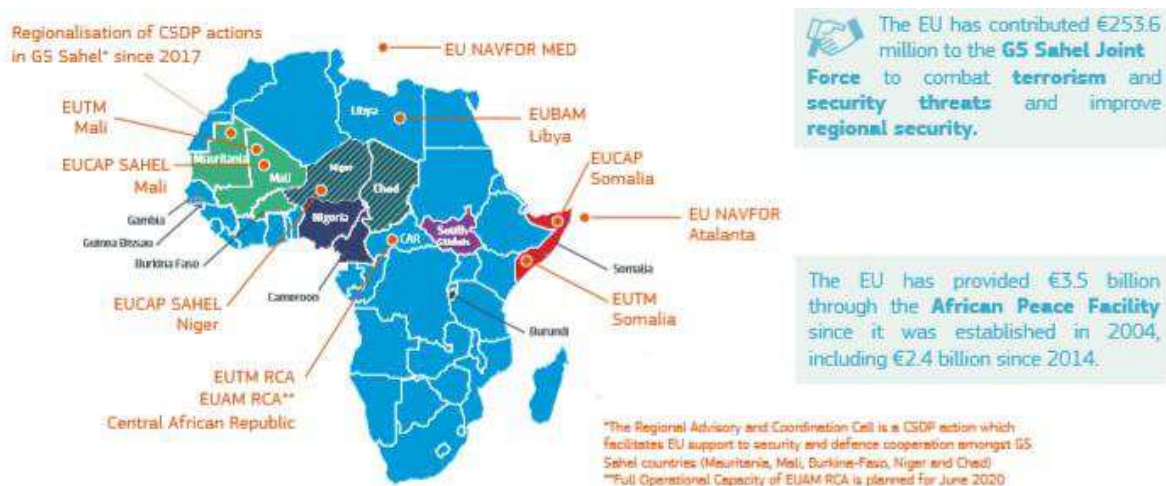 Regionalisation of CSDP actions
in G5 Sahel* since 2017
EU NAVFOR MED
EUTM
Mali
EUCAP SAHEL
Mali
Mauritania
Mali
Libya
Niger
Chad
EUBAM
Libya
EUCAP
Somalia
EU NAVFOR
Atalanta
Gambia
Guinea Bissau
Burkina Faso
Nigeria
CAR
South
Sudan
Somalia
EUCAP SAHEL
Niger
Cameroon
Burundi
EUTM
Somalia
EUTM RCA
EUAM RCA**
Central African Republic
The EU has contributed €253.6
million to the G5 Sahel Joint
Force to combat terrorism and
security threats and improve
regional security.
The EU has provided €3.5 billion
through the African Peace Facility
since it was established in 2004,
including €2.4 billion since 2014.
*The Regional Advisory and Coordination Cell is a CSDP action which
facilitates EU support to security and defence cooperation amongst G5
Sahel countries (Mauritania, Mali, Burkina-Faso, Niger and Chad)
**Full Operational Capacity of EUAM RCA is planned for June 2020